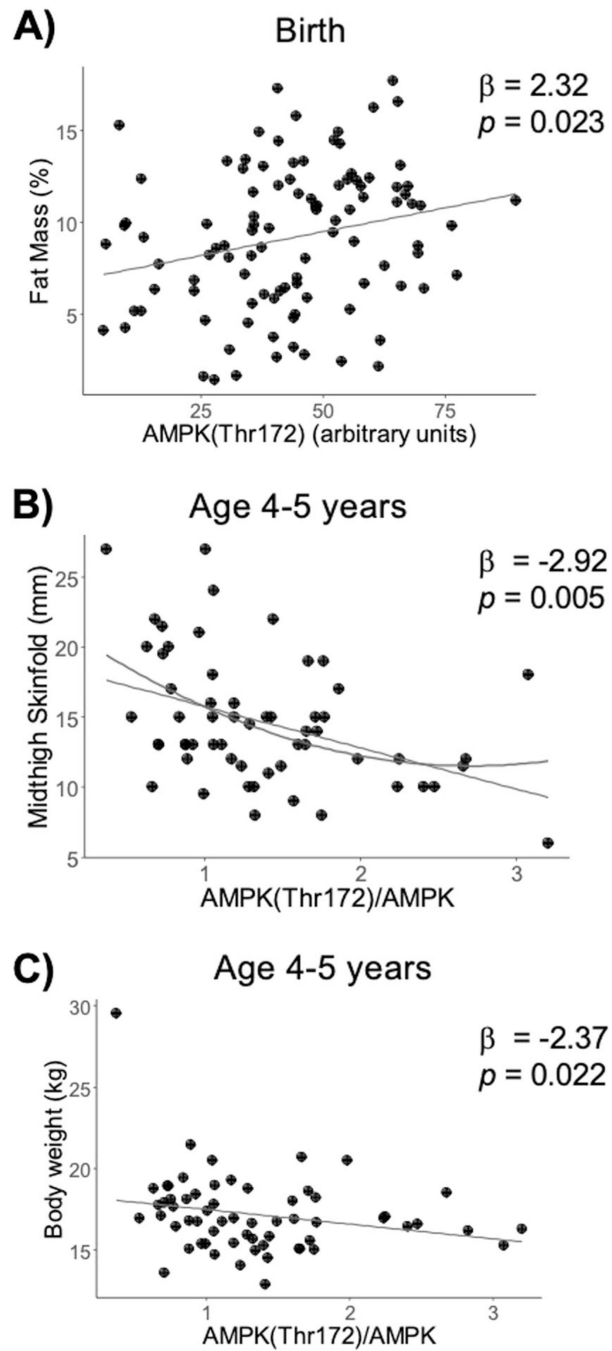 A)
Birth
β = 2.32
p = 0.023
Fat Mass (%)
15
10
5
25 50 75
AMPK(Thr172) (arbitrary units)
B)
Age 4-5 years
β = -2.92
p = 0.005
Midthigh Skinfold (mm)
25
20
15
10
5
1 2 3
AMPK(Thr172)/AMPK
C)
Age 4-5 years
β = -2.37
p = 0.022
Body weight (kg)
30
25
20
15
1 2 3
AMPK(Thr172)/AMPK